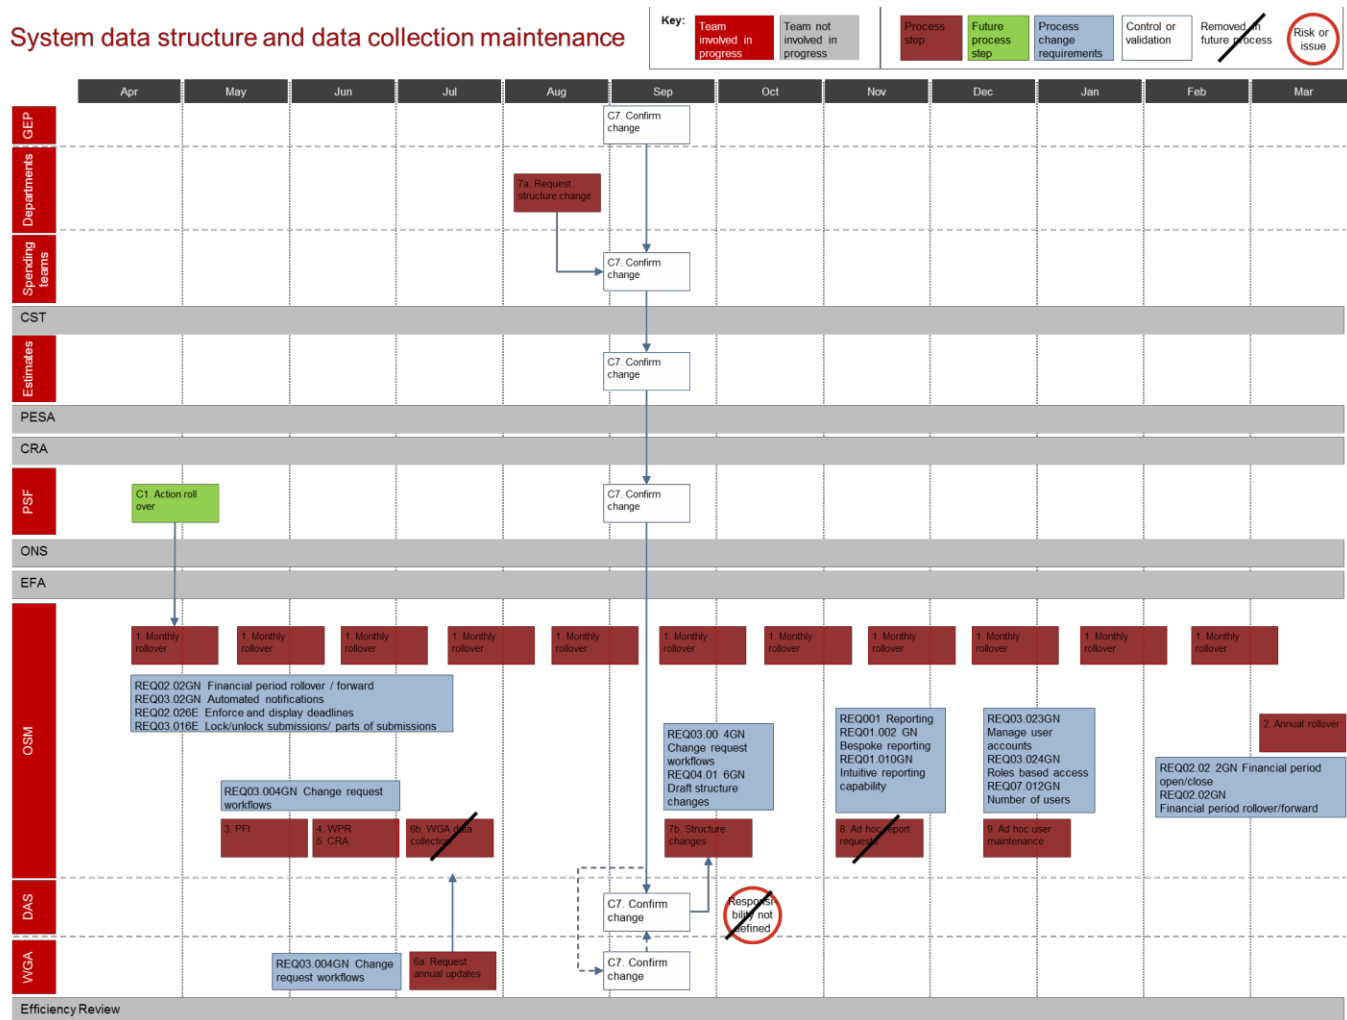 System data structure and data collection maintenance
Key:
Team
involved in
progress
Team not
involved in
progress
Process
step
Future
process
step
Process
change
requirements
Control or
validation
Removed in
future process
Risk or
issue
Apr
May
Jun
Jul
Aug
Sep
Oct
Nov
Dec
Jan
Feb
Mar
GEP
C7. Confirm
change
Departments
7a. Request
structure change
Spending
teams
C7. Confirm
change
CST
Estimates
C7. Confirm
change
PESA
CRA
PSF
C1. Action roll
over
C7. Confirm
change
ONS
EFA
OSM
1. Monthly
rollover
1. Monthly
rollover
1. Monthly
rollover
1. Monthly
rollover
1. Monthly
rollover
1. Monthly
rollover
1. Monthly
rollover
1. Monthly
rollover
1. Monthly
rollover
1. Monthly
rollover
1. Monthly
rollover
REQ02.02GN Financial period rollover / forward
REQ03.02GN Automated notifications
REQ02.026E Enforce and display deadlines
REQ03.016E Lock/unlock submissions/ parts of submissions
REQ03.00 4GN
Change request
workflows
REQ04.01 6GN
Draft structure
changes
REQ001 Reporting
REQ01.002 GN
Bespoke reporting
REQ01.010GN
Intuitive reporting
capability
REQ03.023GN
Manage user
accounts
REQ03.024GN
Roles based access
REQ07.012GN
Number of users
2. Annual rollover
REQ02.02 2GN Financial period
open/close
REQ02.02GN
Financial period rollover/forward
REQ03.004GN Change request
workflows
3. PFI
4. WPR
5. CRA
6b. WGA data
collection
7b. Structure
changes
8. Ad hoc report
requests
9. Ad hoc user
maintenance
DAS
C7. Confirm
change
Responsi-
bility not
defined
WGA
REQ03.004GN Change
request workflows
6a. Request
annual updates
C7. Confirm
change
Efficiency Review